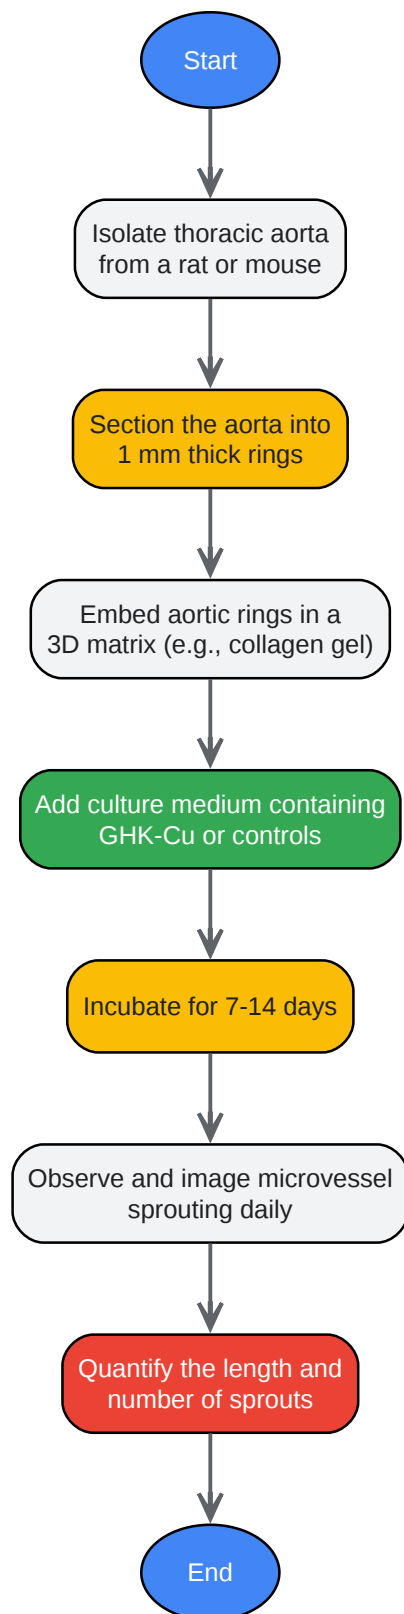 Start
Isolate thoracic aorta
from a rat or mouse
Section the aorta into
1 mm thick rings
Embed aortic rings in a
3D matrix (e.g., collagen gel)
Add culture medium containing
GHK-Cu or controls
Incubate for 7-14 days
Observe and image microvessel
sprouting daily
Quantify the length and
number of sprouts
End